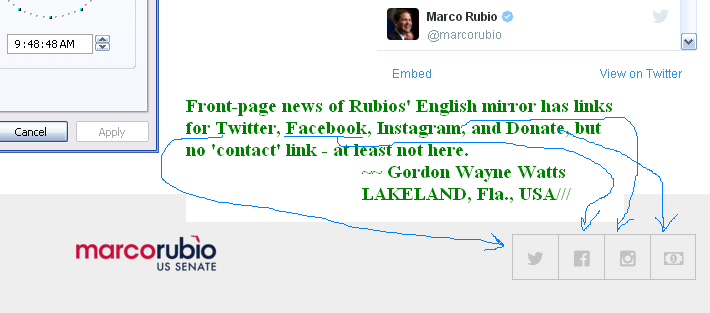 Marco Rubio
@marcorubio
9:48:48 AM
Embed
View on Twitter
Front-page news of Rubios' English mirror has links
for Twitter, Facebook, Instagram, and Donate, but
no 'contact' link - at least not here.
~~ Gordon Wayne Watts
LAKELAND, Fla., USA///
Cancel
Apply
marcorubio
US SENATE